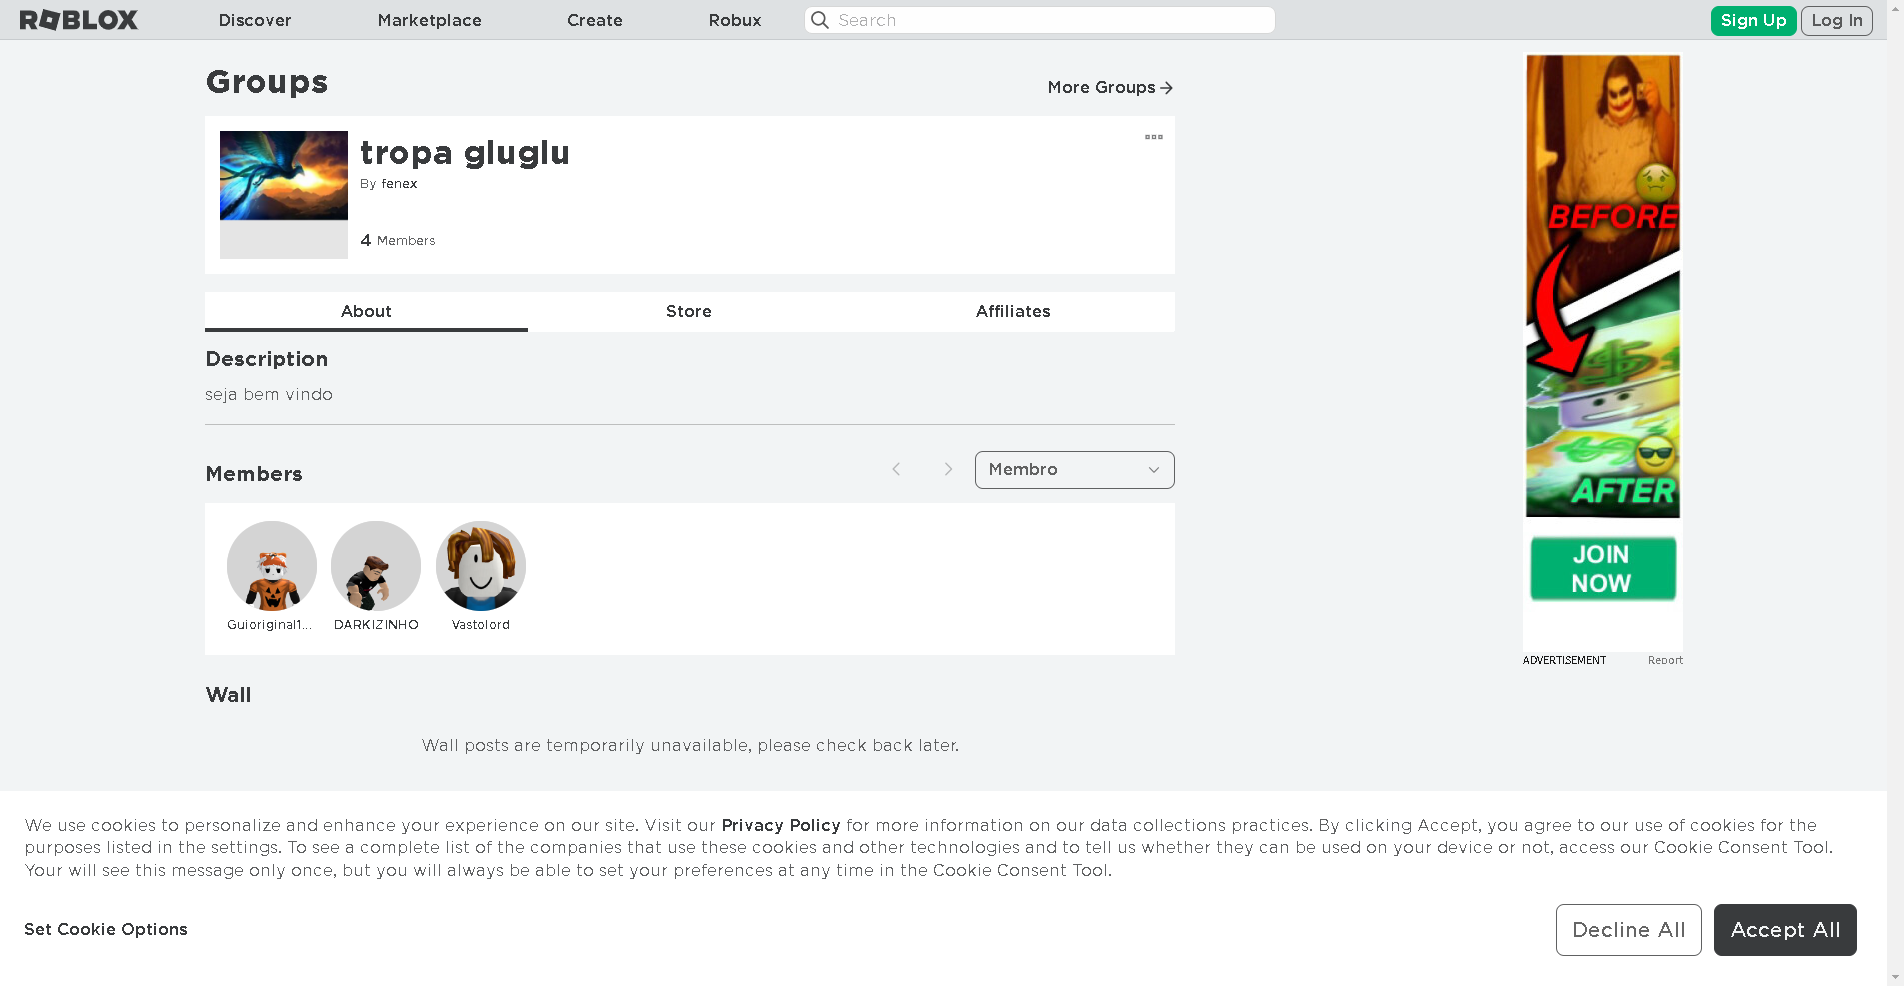 ROBLOX
Discover
Marketplace
Create
Robux
Search
Sign Up
Log In
Groups
More Groups
tropa gluglu
By fenex
4 Members
About
Store
Affiliates
Description
seja bem vindo
Members
Membro
Guioriginal1...
DARKIZINHO
Vastolord
Wall
Wall posts are temporarily unavailable, please check back later.
BEFORE
AFTER
JOIN
NOW
ADVERTISEMENT
Report
We use cookies to personalize and enhance your experience on our site. Visit our Privacy Policy for more information on our data collections practices. By clicking Accept, you agree to our use of cookies for the
purposes listed in the settings. To see a complete list of the companies that use these cookies and other technologies and to tell us whether they can be used on your device or not, access our Cookie Consent Tool.
Your will see this message only once, but you will always be able to set your preferences at any time in the Cookie Consent Tool.
Set Cookie Options
Decline All
Accept All